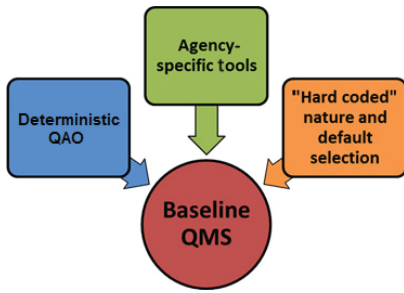 Agency-
specific tools
Deterministic
QAO
"Hard coded"
nature and
default
selection
Baseline
QMS